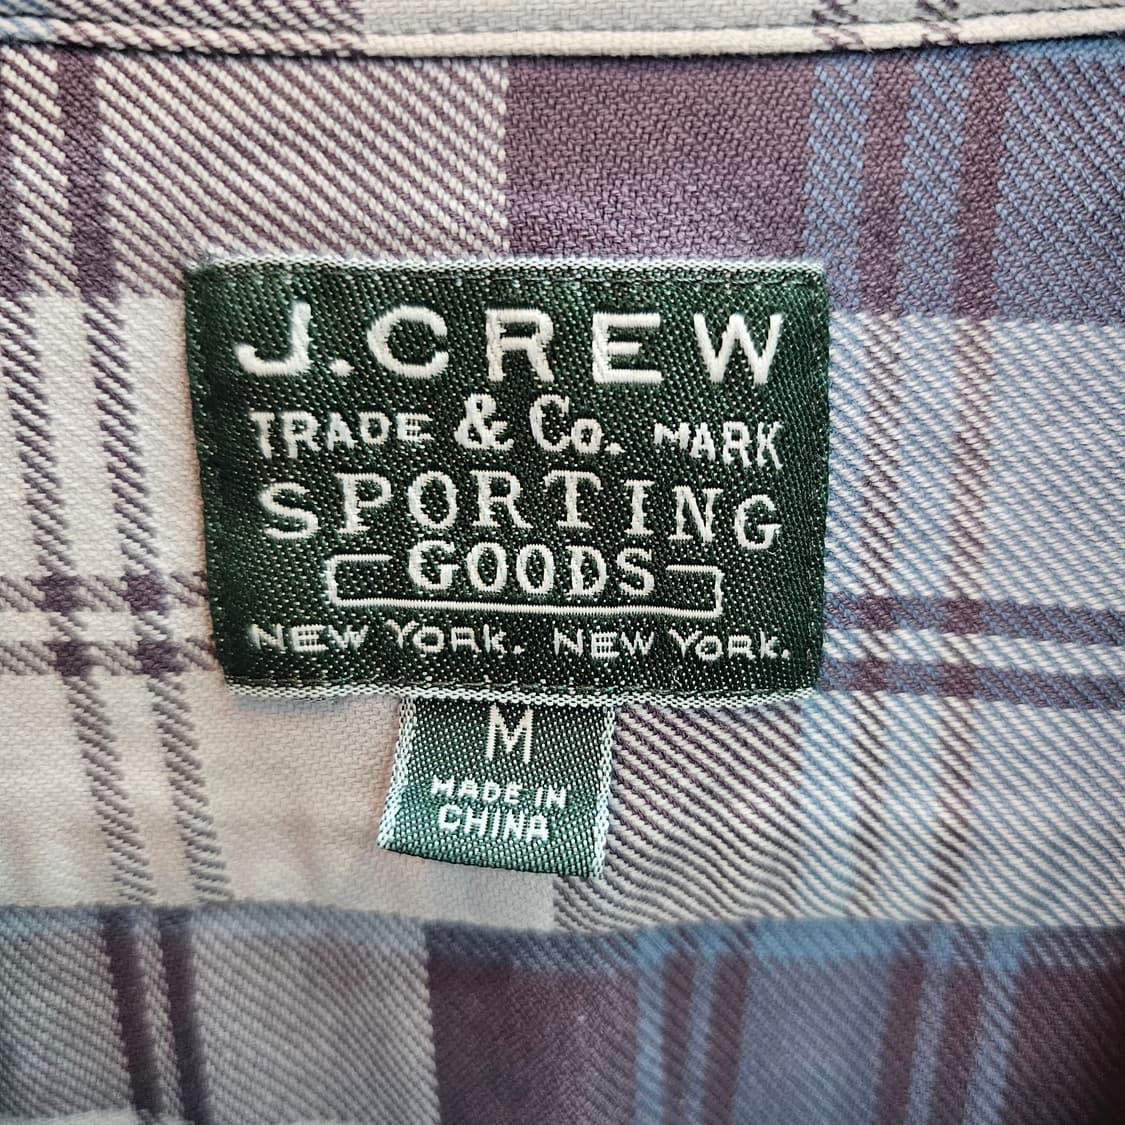 J.CREW
TRADE & Co. MARK
SPORTING
GOODS
NEW YORK. NEW YORK.
M
MADE IN
CHINA